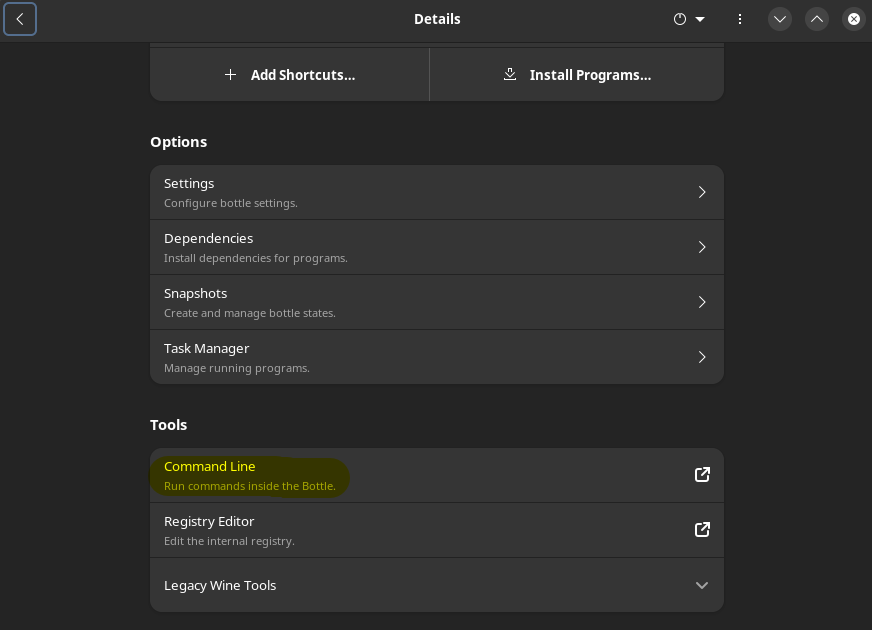 Details
Add Shortcuts...
Install Programs...
Options
Settings
Configure bottle settings.
Dependencies
Install dependencies for programs.
Snapshots
Create and manage bottle states.
Task Manager
Manage running programs.
Tools
Command Line
Run commands inside the Bottle.
Registry Editor
Edit the internal registry.
Legacy Wine Tools